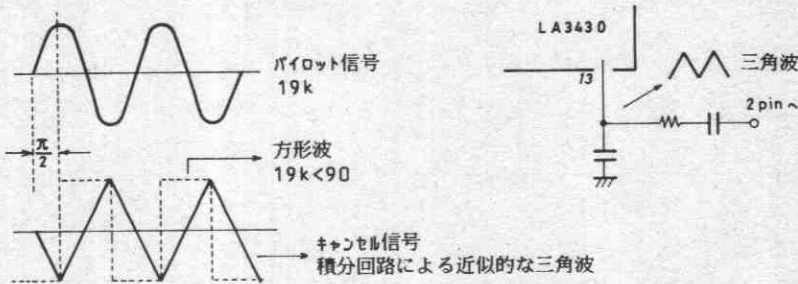 パイロット信号
19k
π/2
方形波
19k<90
キャンセル信号
積分回路による近似的な三角波
LA3430
13
三角波
2pin~